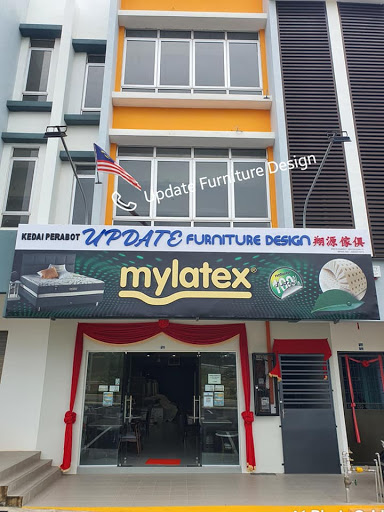 Update Furniture Design
KEDAI PERABOT UPDATE FURNITURE DESIGN 翔源傢俱
mylatex®